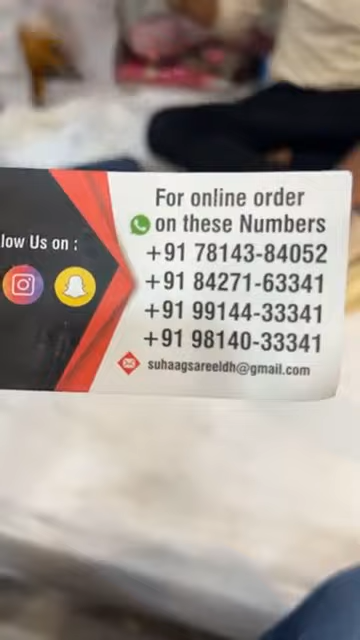 For online order
on these Numbers
low Us on :
+91 78143-84052
+91 84271-63341
+91 99144-33341
+91 98140-33341
suhaagsareeldh@gmail.com